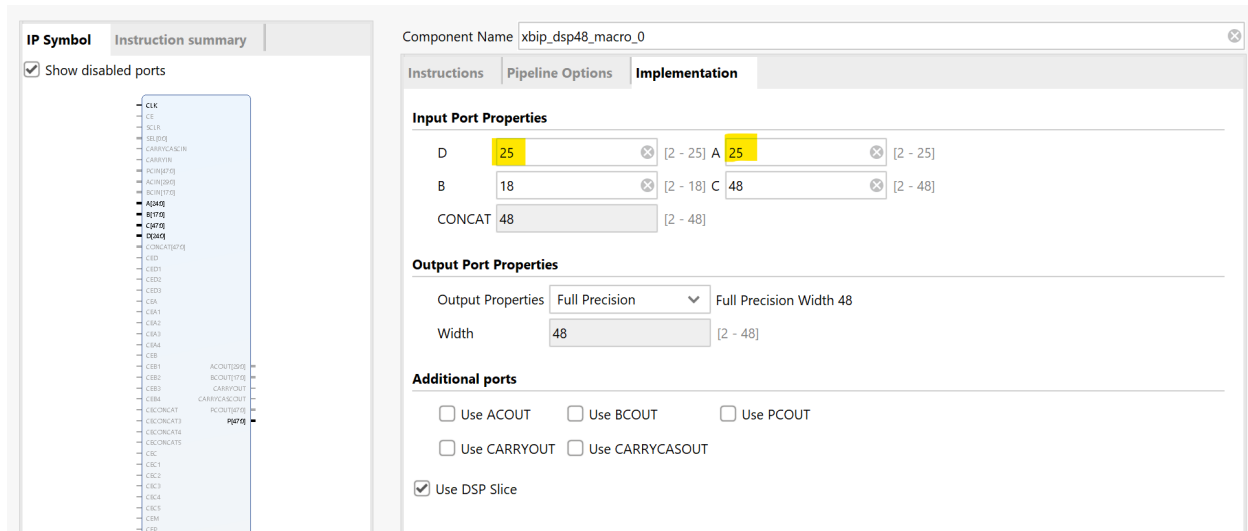 IP Symbol Instruction summary
Show disabled ports
CLK
CE
SCLR
SEL[0:0]
CARRYCASCIN
CARRYIN
PCIN[47:0]
ACIN[29:0]
BCIN[17:0]
A[24:0]
B[17:0]
C[47:0]
D[24:0]
CONCAT[47:0]
CED
CED1
CED2
CED3
CEA
CEA1
CEA2
CEA3
CEA4
CEB
CEB1 ACOUT[29:0]
CEB2 BCOUT[17:0]
CEB3 CARRYOUT
CEB4 CARRYCASCOUT
CECONCAT PCOUT[47:0]
CECONCAT3 P[47:0]
CECONCAT4
CECONCAT5
CEC
CEC1
CEC2
CEC3
CEC4
CEC5
CEM
CEP
Component Name xbip_dsp48_macro_0
Instructions Pipeline Options Implementation
Input Port Properties
D 25 [2 - 25] A 25 [2 - 25]
B 18 [2 - 18] C 48 [2 - 48]
CONCAT 48 [2 - 48]
Output Port Properties
Output Properties Full Precision Full Precision Width 48
Width 48 [2 - 48]
Additional ports
Use ACOUT Use BCOUT Use PCOUT
Use CARRYOUT Use CARRYCASOUT
Use DSP Slice